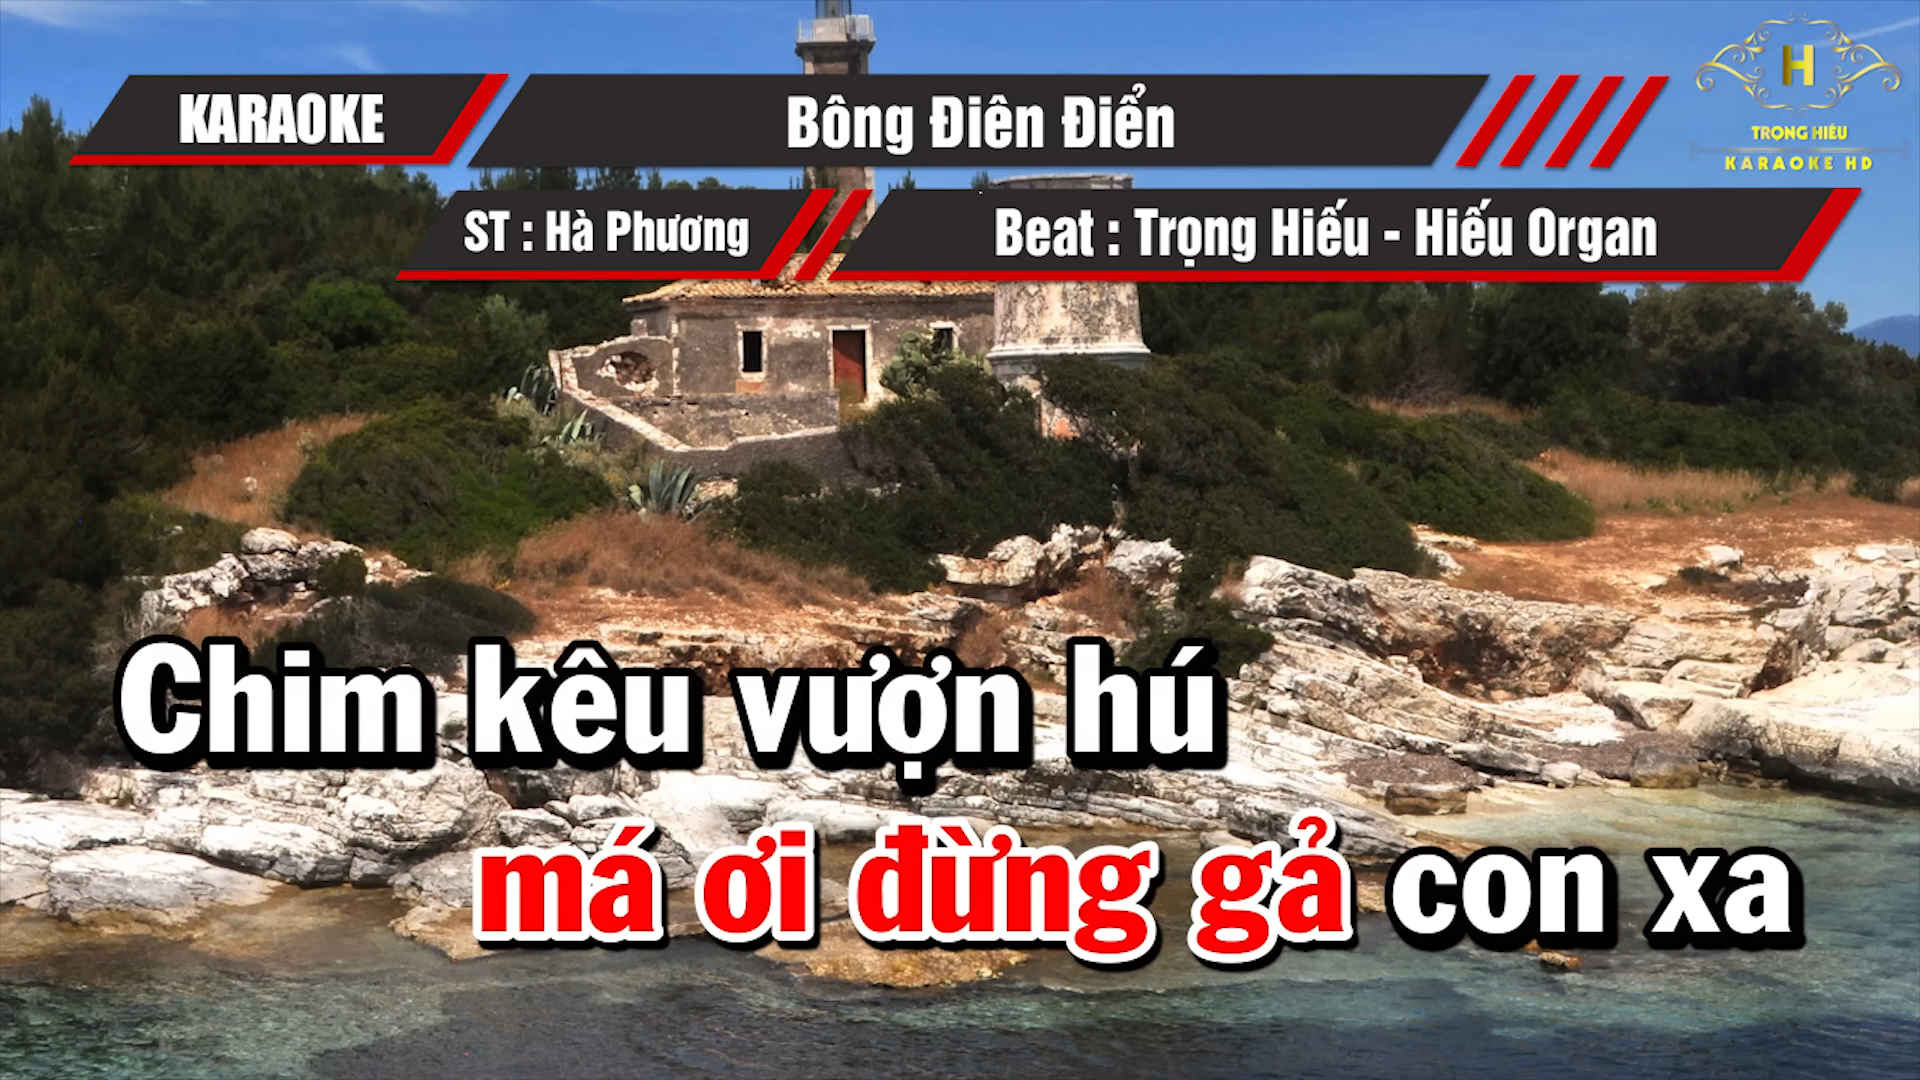 KARAOKE
Bông Điên Điển
H
TRỌNG HIẾU
KARAOKE HD
ST : Hà Phương
Beat : Trọng Hiếu - Hiếu Organ
Chim kêu vượn hú
má ơi đừng gả con xa